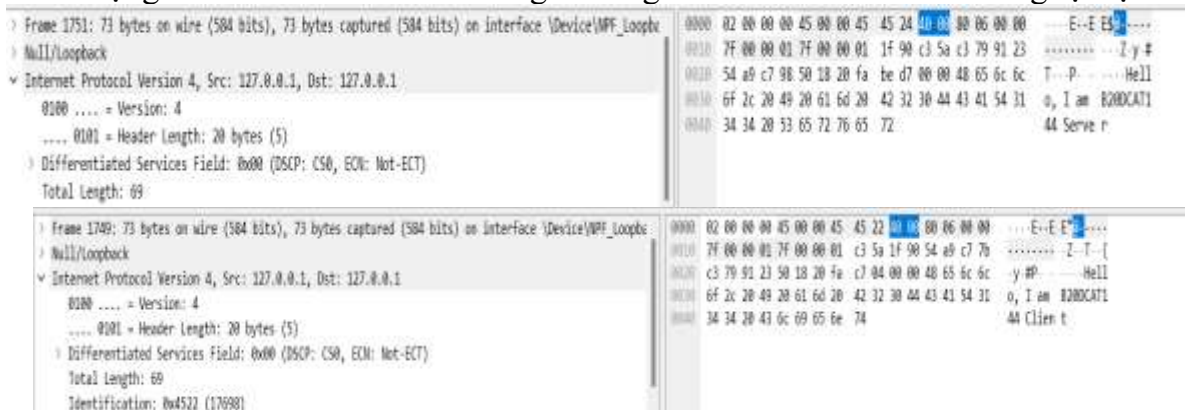 > Frame 1751: 73 bytes on wire (584 bits), 73 bytes captured (584 bits) on interface \Device\NPF_Loopba
> Null/Loopback
v Internet Protocol Version 4, Src: 127.0.0.1, Dst: 127.0.0.1
0100 .... = Version: 4
.... 0101 = Header Length: 20 bytes (5)
> Differentiated Services Field: 0x00 (DSCP: CS0, ECN: Not-ECT)
Total Length: 69
0000 02 00 00 00 45 00 00 45 45 24 40 00 80 06 00 00 ....E..E E$@.....
0010 7f 00 00 01 7f 00 00 01 1f 90 c3 5a c3 79 91 23 ........ ...Z.y.#
0020 54 a9 c7 98 50 18 20 fa be d7 00 00 48 65 6c 6c T...P. . ....Hell
0030 6f 2c 20 49 20 61 6d 20 42 32 30 44 43 41 54 31 o, I am B20DCAT1
0040 34 34 20 53 65 72 76 65 72 44 Serve r
> Frame 1749: 73 bytes on wire (584 bits), 73 bytes captured (584 bits) on interface \Device\NPF_Loopba
> Null/Loopback
v Internet Protocol Version 4, Src: 127.0.0.1, Dst: 127.0.0.1
0100 .... = Version: 4
.... 0101 = Header Length: 20 bytes (5)
> Differentiated Services Field: 0x00 (DSCP: CS0, ECN: Not-ECT)
Total Length: 69
Identification: 0x4522 (17698)
0000 02 00 00 00 45 00 00 45 45 22 40 00 80 06 00 00 ....E..E E"@.....
0010 7f 00 00 01 7f 00 00 01 c3 5a 1f 90 54 a9 c7 7b ........ .Z..T..{
0020 c3 79 91 23 50 18 20 fa c7 04 00 00 48 65 6c 6c .y.#P. . ....Hell
0030 6f 2c 20 49 20 61 6d 20 42 32 30 44 43 41 54 31 o, I am B20DCAT1
0040 34 34 20 43 6c 69 65 6e 74 44 Clien t